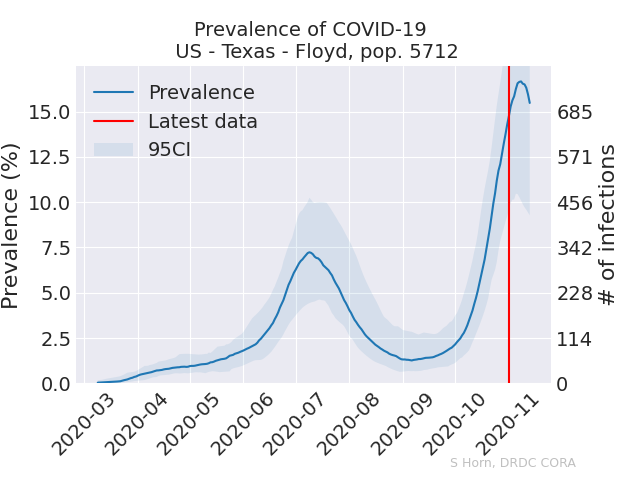 Prevalence of COVID-19
US - Texas - Floyd, pop. 5712
Prevalence
Latest data
95CI
Prevalence (%)
15.0
12.5
10.0
7.5
5.0
2.5
0.0
685
571
456
342
228
114
0
# of infections
2020-03
2020-04
2020-05
2020-06
2020-07
2020-08
2020-09
2020-10
2020-11
S Horn, DRDC CORA